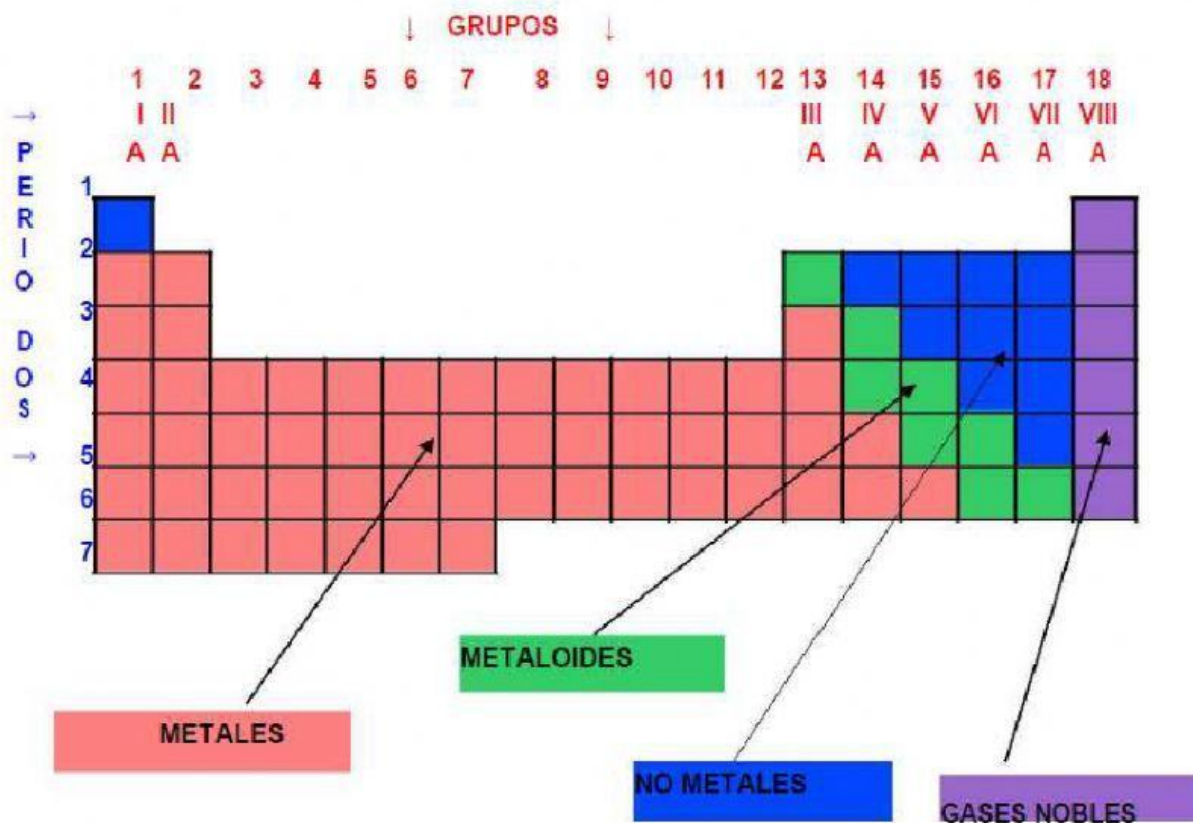 ↓ GRUPOS ↓
1 2 3 4 5 6 7 8 9 10 11 12 13 14 15 16 17 18
I II III IV V VI VII VIII
A A A A A A A A
→ PERIO DOS →
1
2
3
4
5
6
7
METALOIDES
METALES
NO METALES
GASES NOBLES